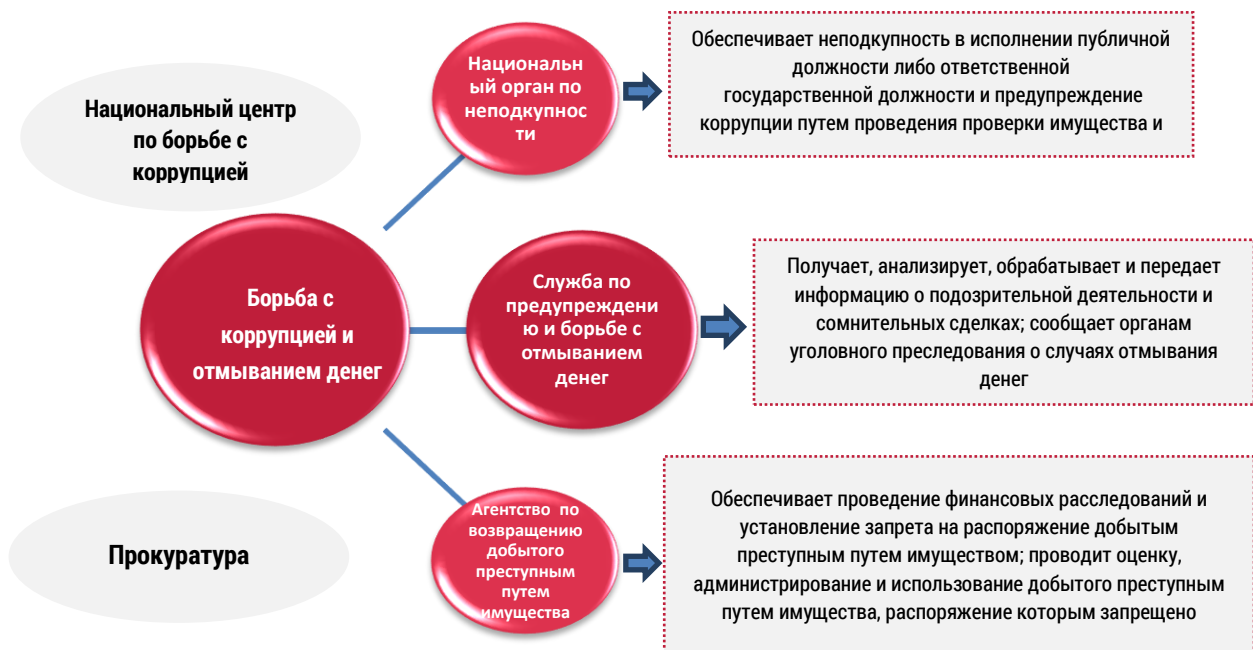 Национальный центр
по борьбе с
коррупцией
Национальн
ый орган по
неподкупнос
ти
Обеспечивает неподкупность в исполнении публичной
должности либо ответственной
государственной должности и предупреждение
коррупции путем проведения проверки имущества и
Борьба с
коррупцией и
отмыванием денег
Служба по
предупреждени
ю и борьбе с
отмыванием
денег
Получает, анализирует, обрабатывает и передает
информацию о подозрительной деятельности и
сомнительных сделках; сообщает органам
уголовного преследования о случаях отмывания
денег
Прокуратура
Агентство по
возвращению
добытого
преступным
путем
имущества
Обеспечивает проведение финансовых расследований и
установление запрета на распоряжение добытым
преступным путем имуществом; проводит оценку,
администрирование и использование добытого преступным
путем имущества, распоряжение которым запрещено